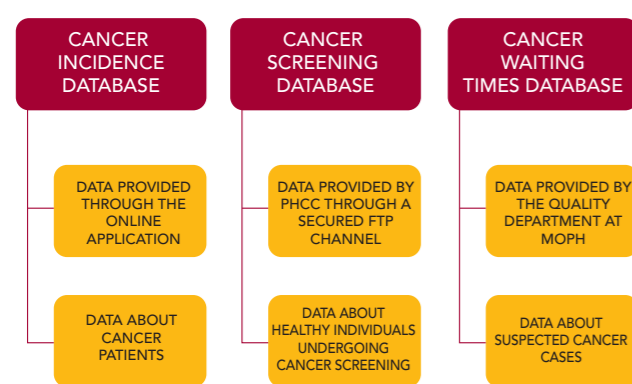 CANCER
INCIDENCE
DATABASE
DATA PROVIDED
THROUGH THE
ONLINE
APPLICATION
DATA ABOUT
CANCER
PATIENTS
CANCER
SCREENING
DATABASE
DATA PROVIDED BY
PHCC THROUGH A
SECURED FTP
CHANNEL
DATA ABOUT
HEALTHY INDIVIDUALS
UNDERGOING
CANCER SCREENING
CANCER
WAITING
TIMES DATABASE
DATA PROVIDED BY
THE QUALITY
DEPARTMENT AT
MOPH
DATA ABOUT
SUSPECTED CANCER
CASES